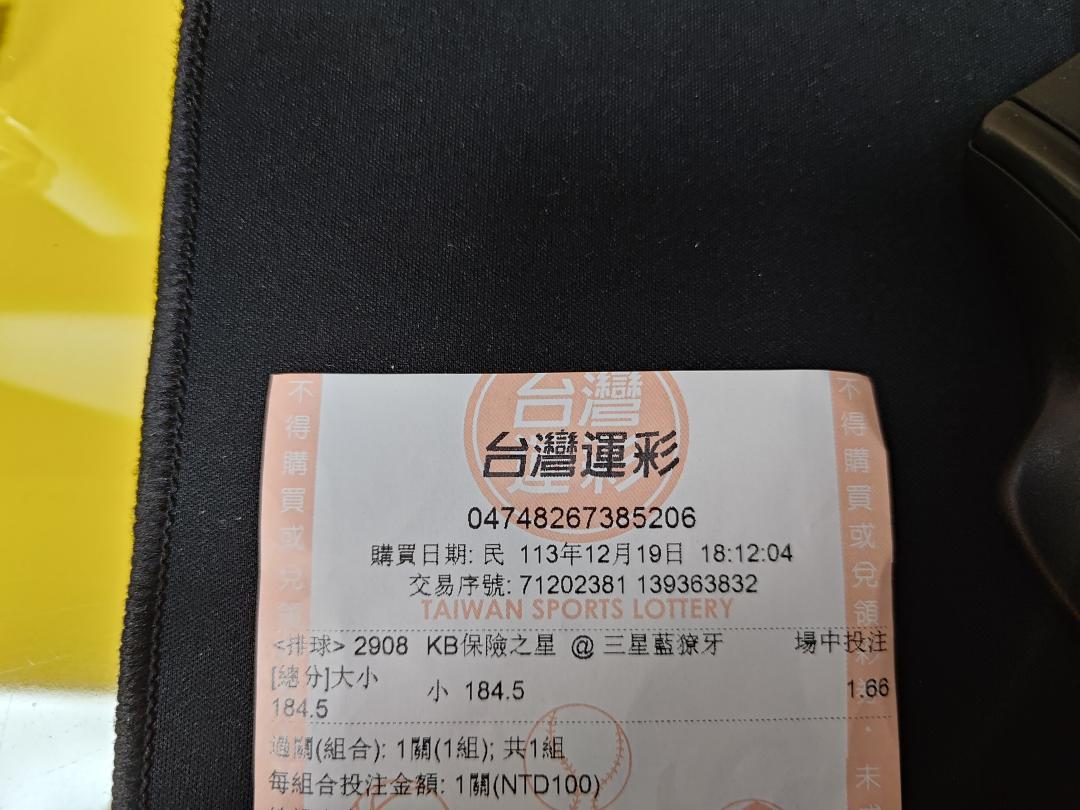 台灣
台灣運彩
04748267385206
購買日期: 民 113年12月19日 18:12:04
交易序號: 71202381 139363832
TAIWAN SPORTS LOTTERY
<排球> 2908 KB保險之星 @ 三星藍獠牙 場中投注
[總分]大小 小 184.5 1.66
184.5
過關(組合): 1關(1組); 共1組
每組合投注金額: 1關(NTD100)
不得購買或兌領
不得購買或兌領彩
未